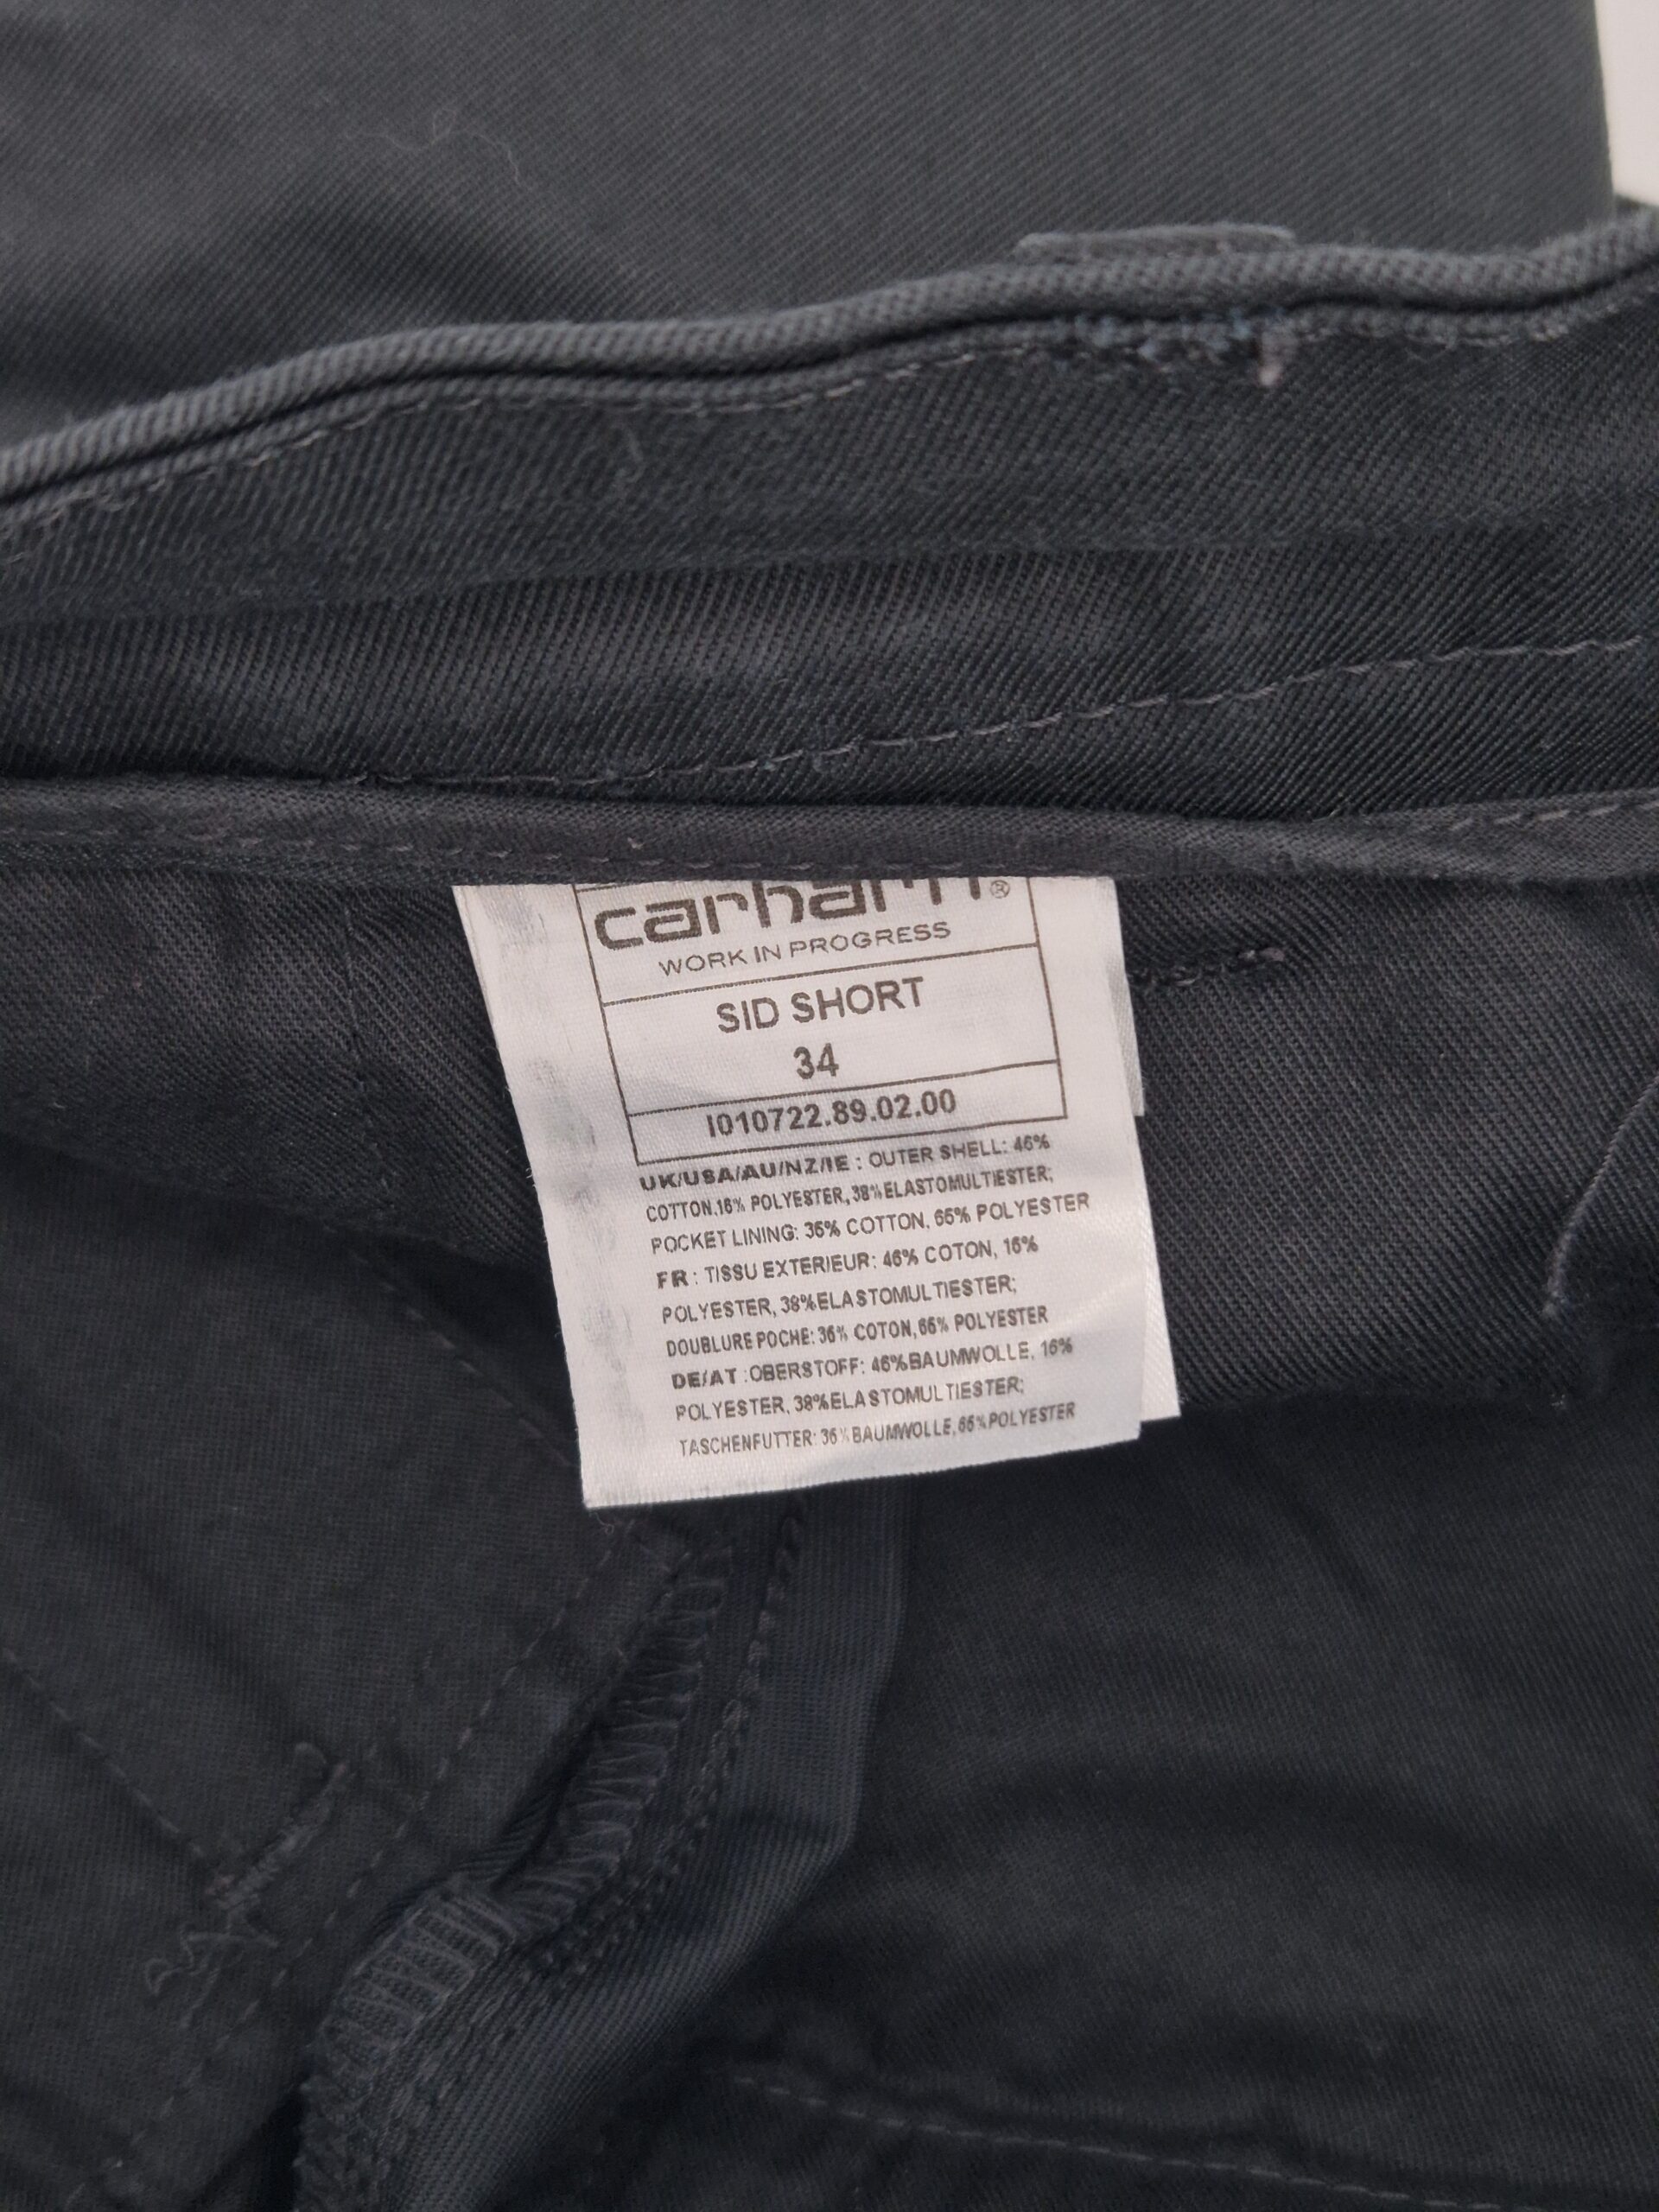 carhartt®
WORK IN PROGRESS
SID SHORT
34
I010722.89.02.00
UK/USA/AU/NZ/IE : OUTER SHELL: 46%
COTTON,16% POLYESTER,38%ELASTOMULTIESTER;
POCKET LINING: 35% COTTON, 65% POLYESTER
FR : TISSU EXTERIEUR: 46% COTON, 16%
POLYESTER, 38%ELASTOMULTIESTER;
DOUBLURE POCHE: 35% COTON,65% POLYESTER
DE/AT :OBERSTOFF: 46%BAUMWOLLE, 16%
POLYESTER, 38%ELASTOMULTIESTER;
TASCHENFUTTER: 35%BAUMWOLLE,65%POLYESTER